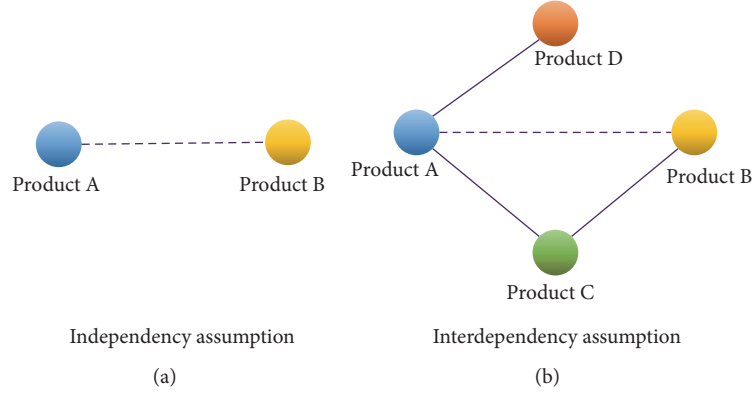 Product D
Product A
Product B
Product A
Product B
Product C
Independency assumption
Interdependency assumption
(a)
(b)